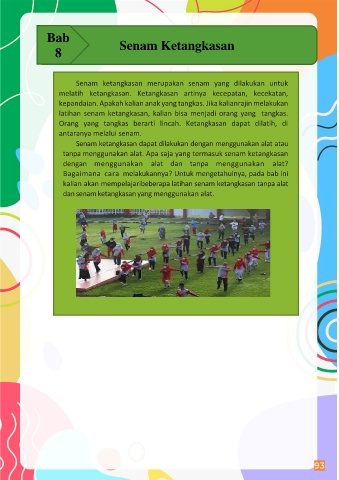 Bab
8
Senam Ketangkasan
Senam ketangkasan merupakan senam yang dilakukan untuk
melatih ketangkasan. Ketangkasan artinya kecepatan, kecekatan,
kepandaian. Apakah kalian anak yang tangkas. Jika kalianrajin melakukan
latihan senam ketangkasan, kalian bisa menjadi orang yang tangkas.
Orang yang tangkas berarti lincah. Ketangkasan dapat dilatih, di
antaranya melalui senam.
Senam ketangkasan dapat dilakukan dengan menggunakan alat atau
tanpa menggunakan alat. Apa saja yang termasuk senam ketangkasan
dengan menggunakan alat dan tanpa menggunakan alat?
Bagaimana cara melakukannya? Untuk mengetahuinya, pada bab ini
kalian akan mempelajaribeberapa latihan senam ketangkasan tanpa alat
dan senam ketangkasan yang menggunakan alat.
93